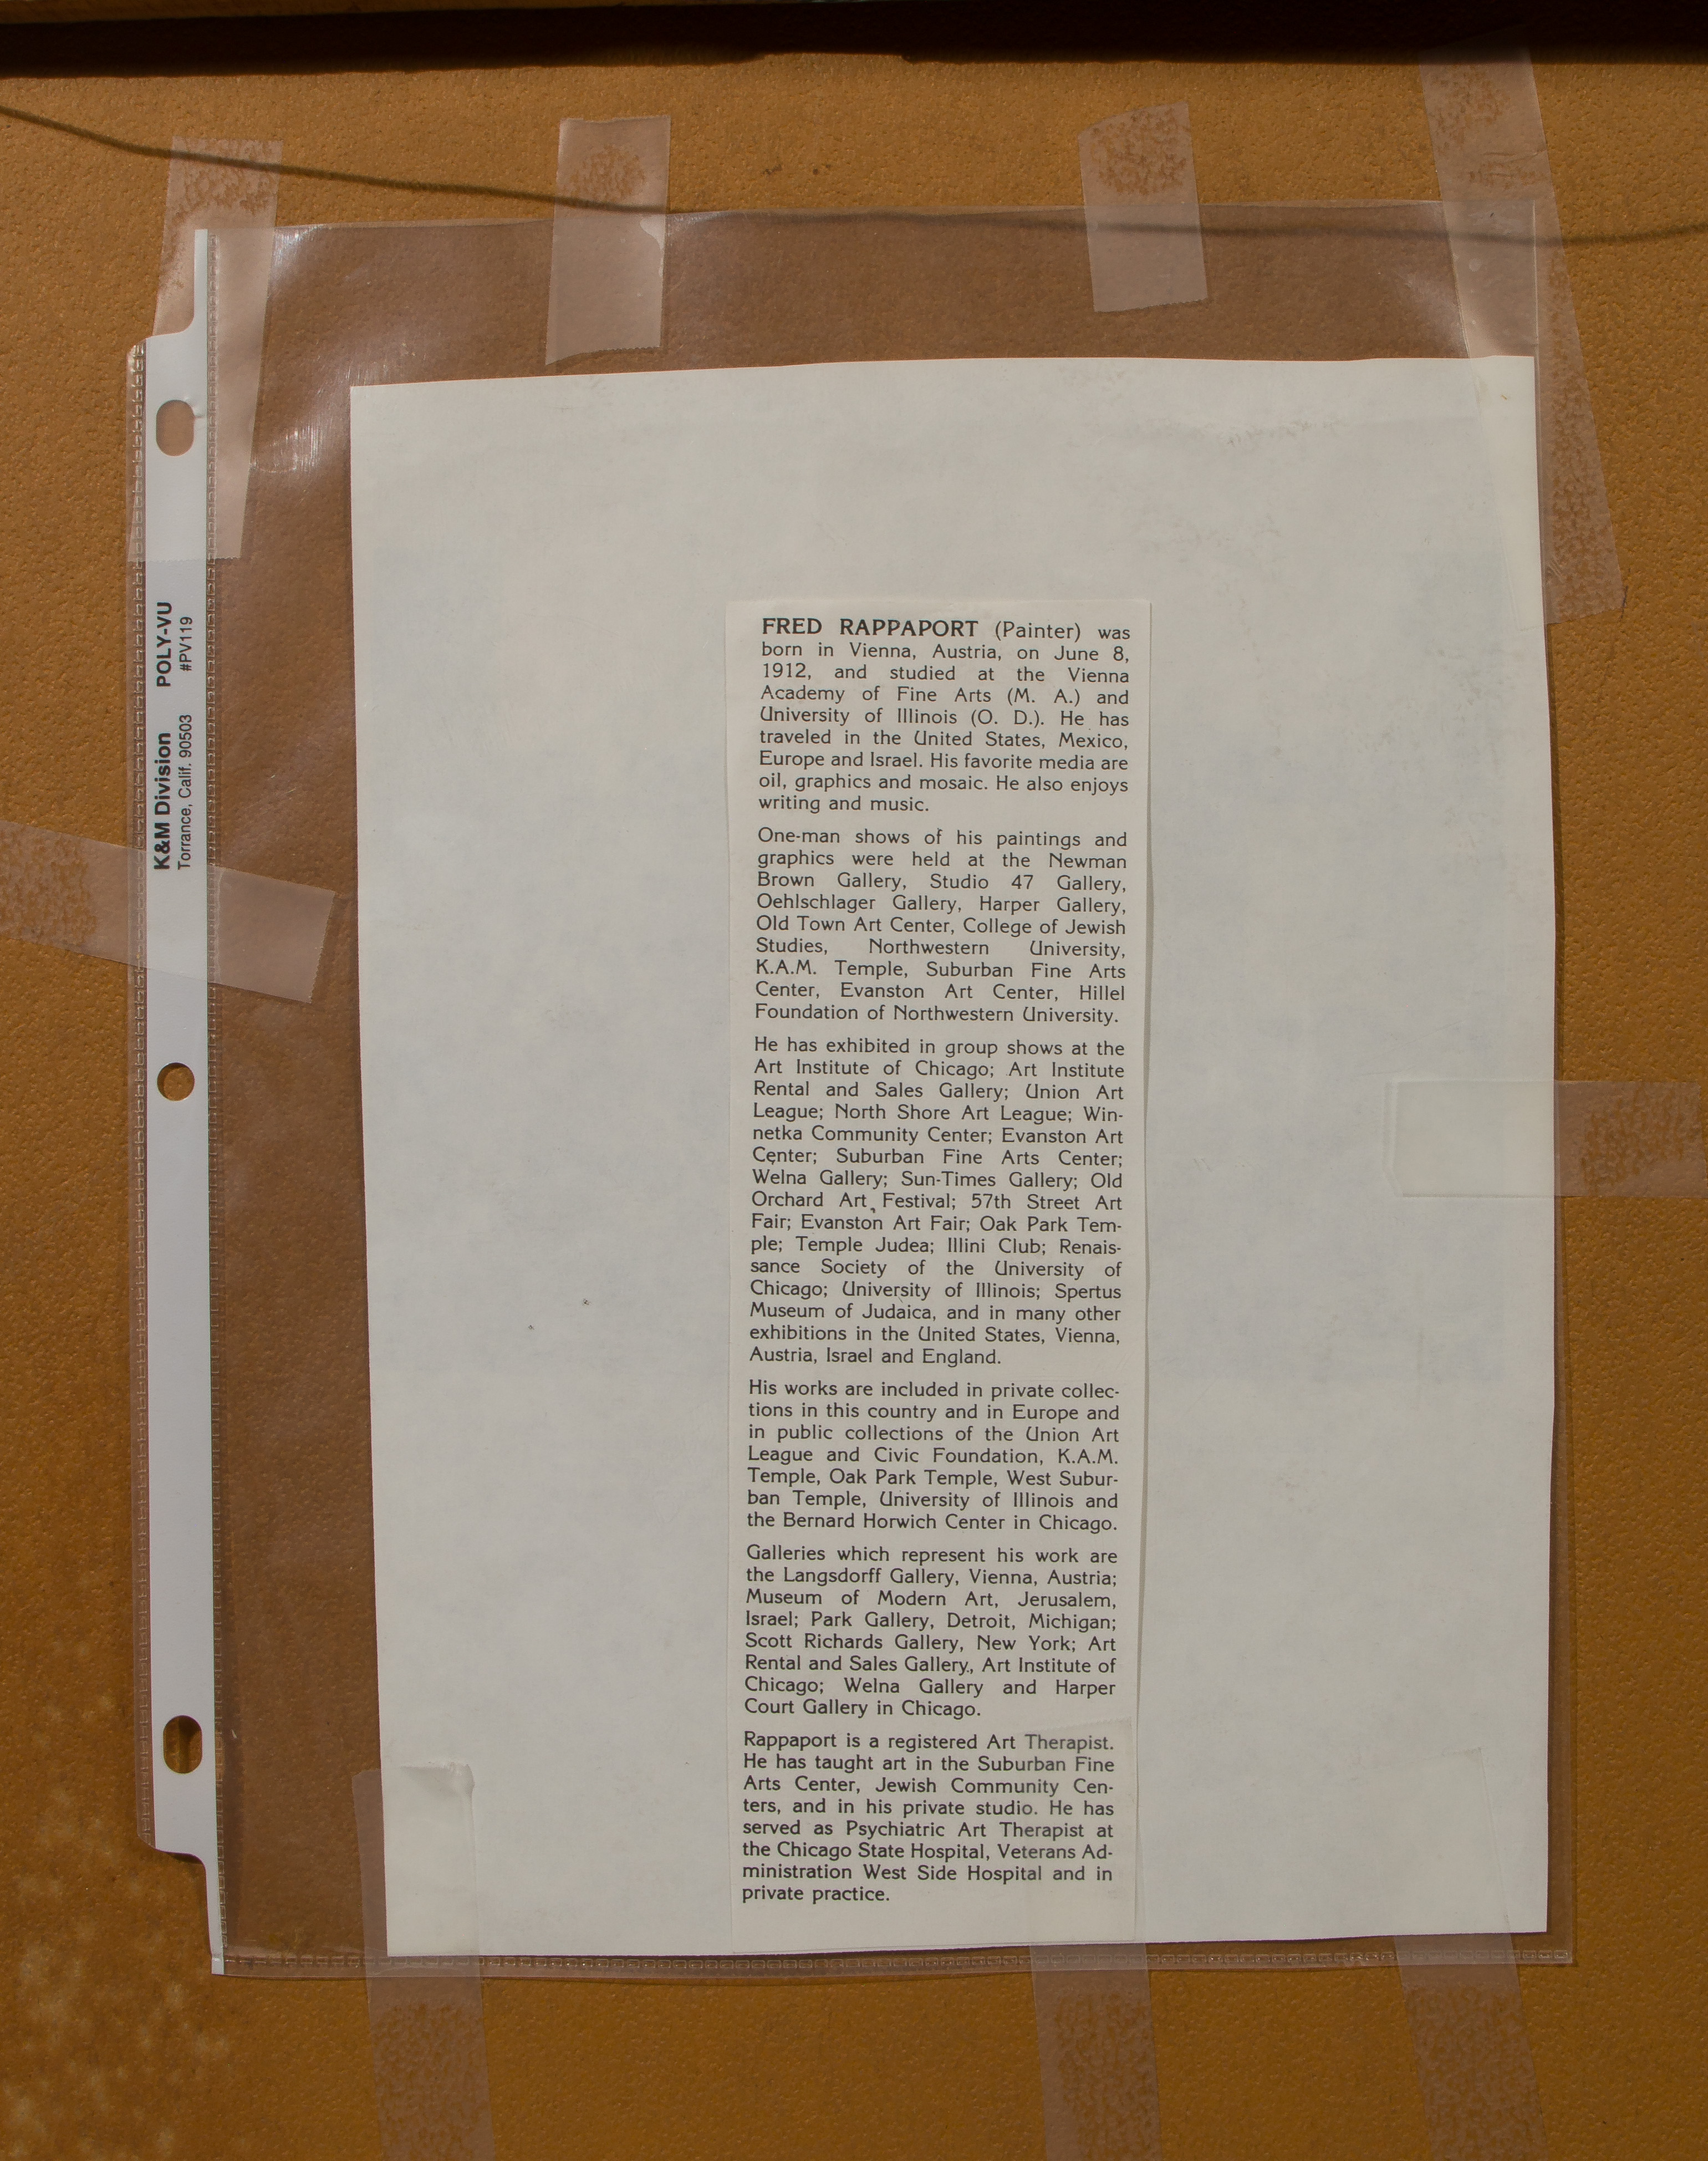 K&M Division POLY-VU
Torrance, Calif. 90503 #PV119
FRED RAPPAPORT (Painter) was
born in Vienna, Austria, on June 8,
1912, and studied at the Vienna
Academy of Fine Arts (M. A.) and
University of Illinois (O. D.). He has
traveled in the United States, Mexico,
Europe and Israel. His favorite media are
oil, graphics and mosaic. He also enjoys
writing and music.
One-man shows of his paintings and
graphics were held at the Newman
Brown Gallery, Studio 47 Gallery,
Oehlschlager Gallery, Harper Gallery,
Old Town Art Center, College of Jewish
Studies, Northwestern University,
K.A.M. Temple, Suburban Fine Arts
Center, Evanston Art Center, Hillel
Foundation of Northwestern University.
He has exhibited in group shows at the
Art Institute of Chicago; Art Institute
Rental and Sales Gallery; Union Art
League; North Shore Art League; Win-
netka Community Center; Evanston Art
Center; Suburban Fine Arts Center;
Welna Gallery; Sun-Times Gallery; Old
Orchard Art Festival; 57th Street Art
Fair; Evanston Art Fair; Oak Park Tem-
ple; Temple Judea; Illini Club; Renais-
sance Society of the University of
Chicago; University of Illinois; Spertus
Museum of Judaica, and in many other
exhibitions in the United States, Vienna,
Austria, Israel and England.
His works are included in private collec-
tions in this country and in Europe and
in public collections of the Union Art
League and Civic Foundation, K.A.M.
Temple, Oak Park Temple, West Subur-
ban Temple, University of Illinois and
the Bernard Horwich Center in Chicago.
Galleries which represent his work are
the Langsdorff Gallery, Vienna, Austria;
Museum of Modern Art, Jerusalem,
Israel; Park Gallery, Detroit, Michigan;
Scott Richards Gallery, New York; Art
Rental and Sales Gallery, Art Institute of
Chicago; Welna Gallery and Harper
Court Gallery in Chicago.
Rappaport is a registered Art Therapist.
He has taught art in the Suburban Fine
Arts Center, Jewish Community Cen-
ters, and in his private studio. He has
served as Psychiatric Art Therapist at
the Chicago State Hospital, Veterans Ad-
ministration West Side Hospital and in
private practice.